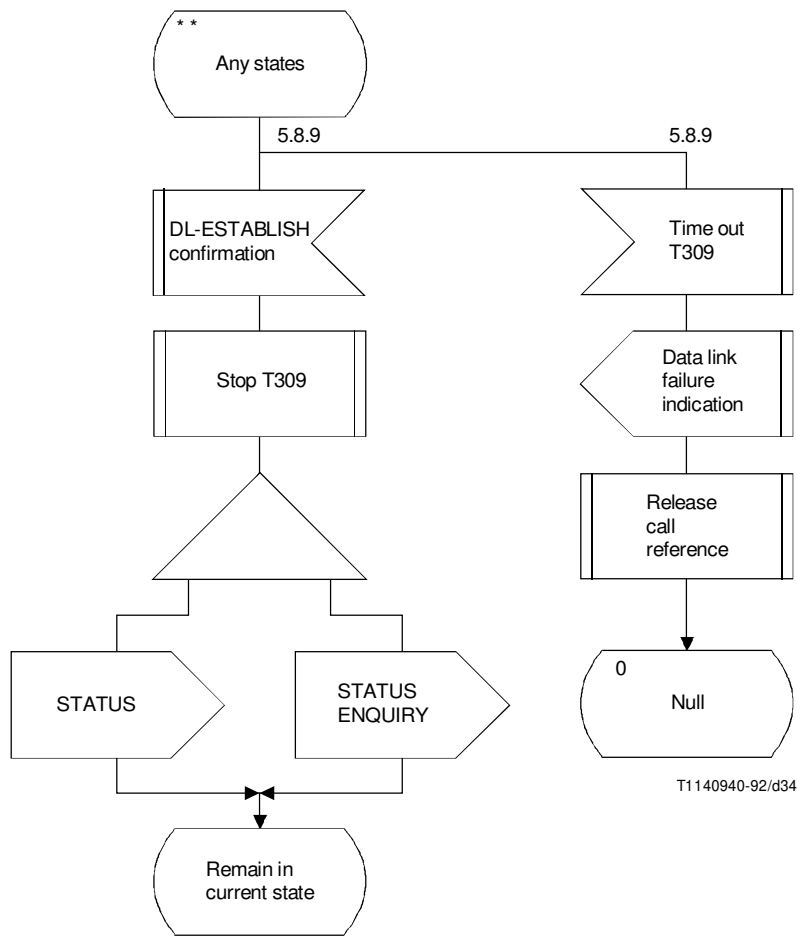 * *
Any states
5.8.9
5.8.9
DL-ESTABLISH
confirmation
Time out
T309
Stop T309
Data link
failure
indication
Release
call
reference
STATUS
STATUS
ENQUIRY
0
Null
T1140940-92/d34
Remain in
current state